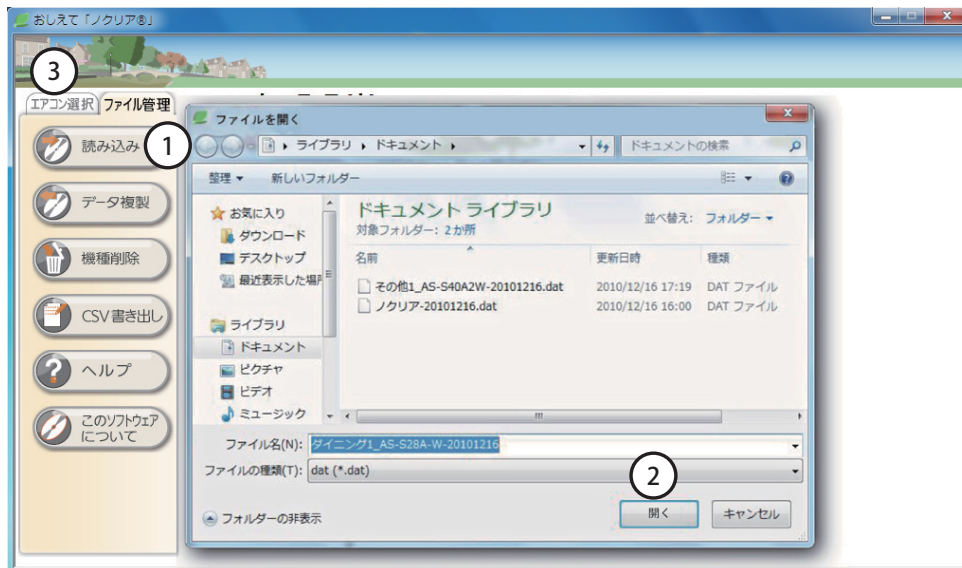 おしえて「ノクリア®」
3
エアコン選択
ファイル管理
読み込み
1
データ複製
機種削除
CSV書き出し
ヘルプ
このソフトウェア
について
ファイルを開く
ライブラリ ▸ ドキュメント ▸
ドキュメントの検索
整理 ▼ 新しいフォルダー
お気に入り
ダウンロード
デスクトップ
最近表示した場所
ライブラリ
ドキュメント
ピクチャ
ビデオ
ミュージック
ドキュメント ライブラリ
対象フォルダー: 2 か所
並べ替え: フォルダー ▼
名前 更新日時 種類
その他1_AS-S40A2W-20101216.dat 2010/12/16 17:19 DAT ファイル
ノクリア-20101216.dat 2010/12/16 16:00 DAT ファイル
ファイル名(N): ダイニング1_AS-S28A-W-20101216
ファイルの種類(T): dat (*.dat)
2
フォルダーの非表示
開く
キャンセル